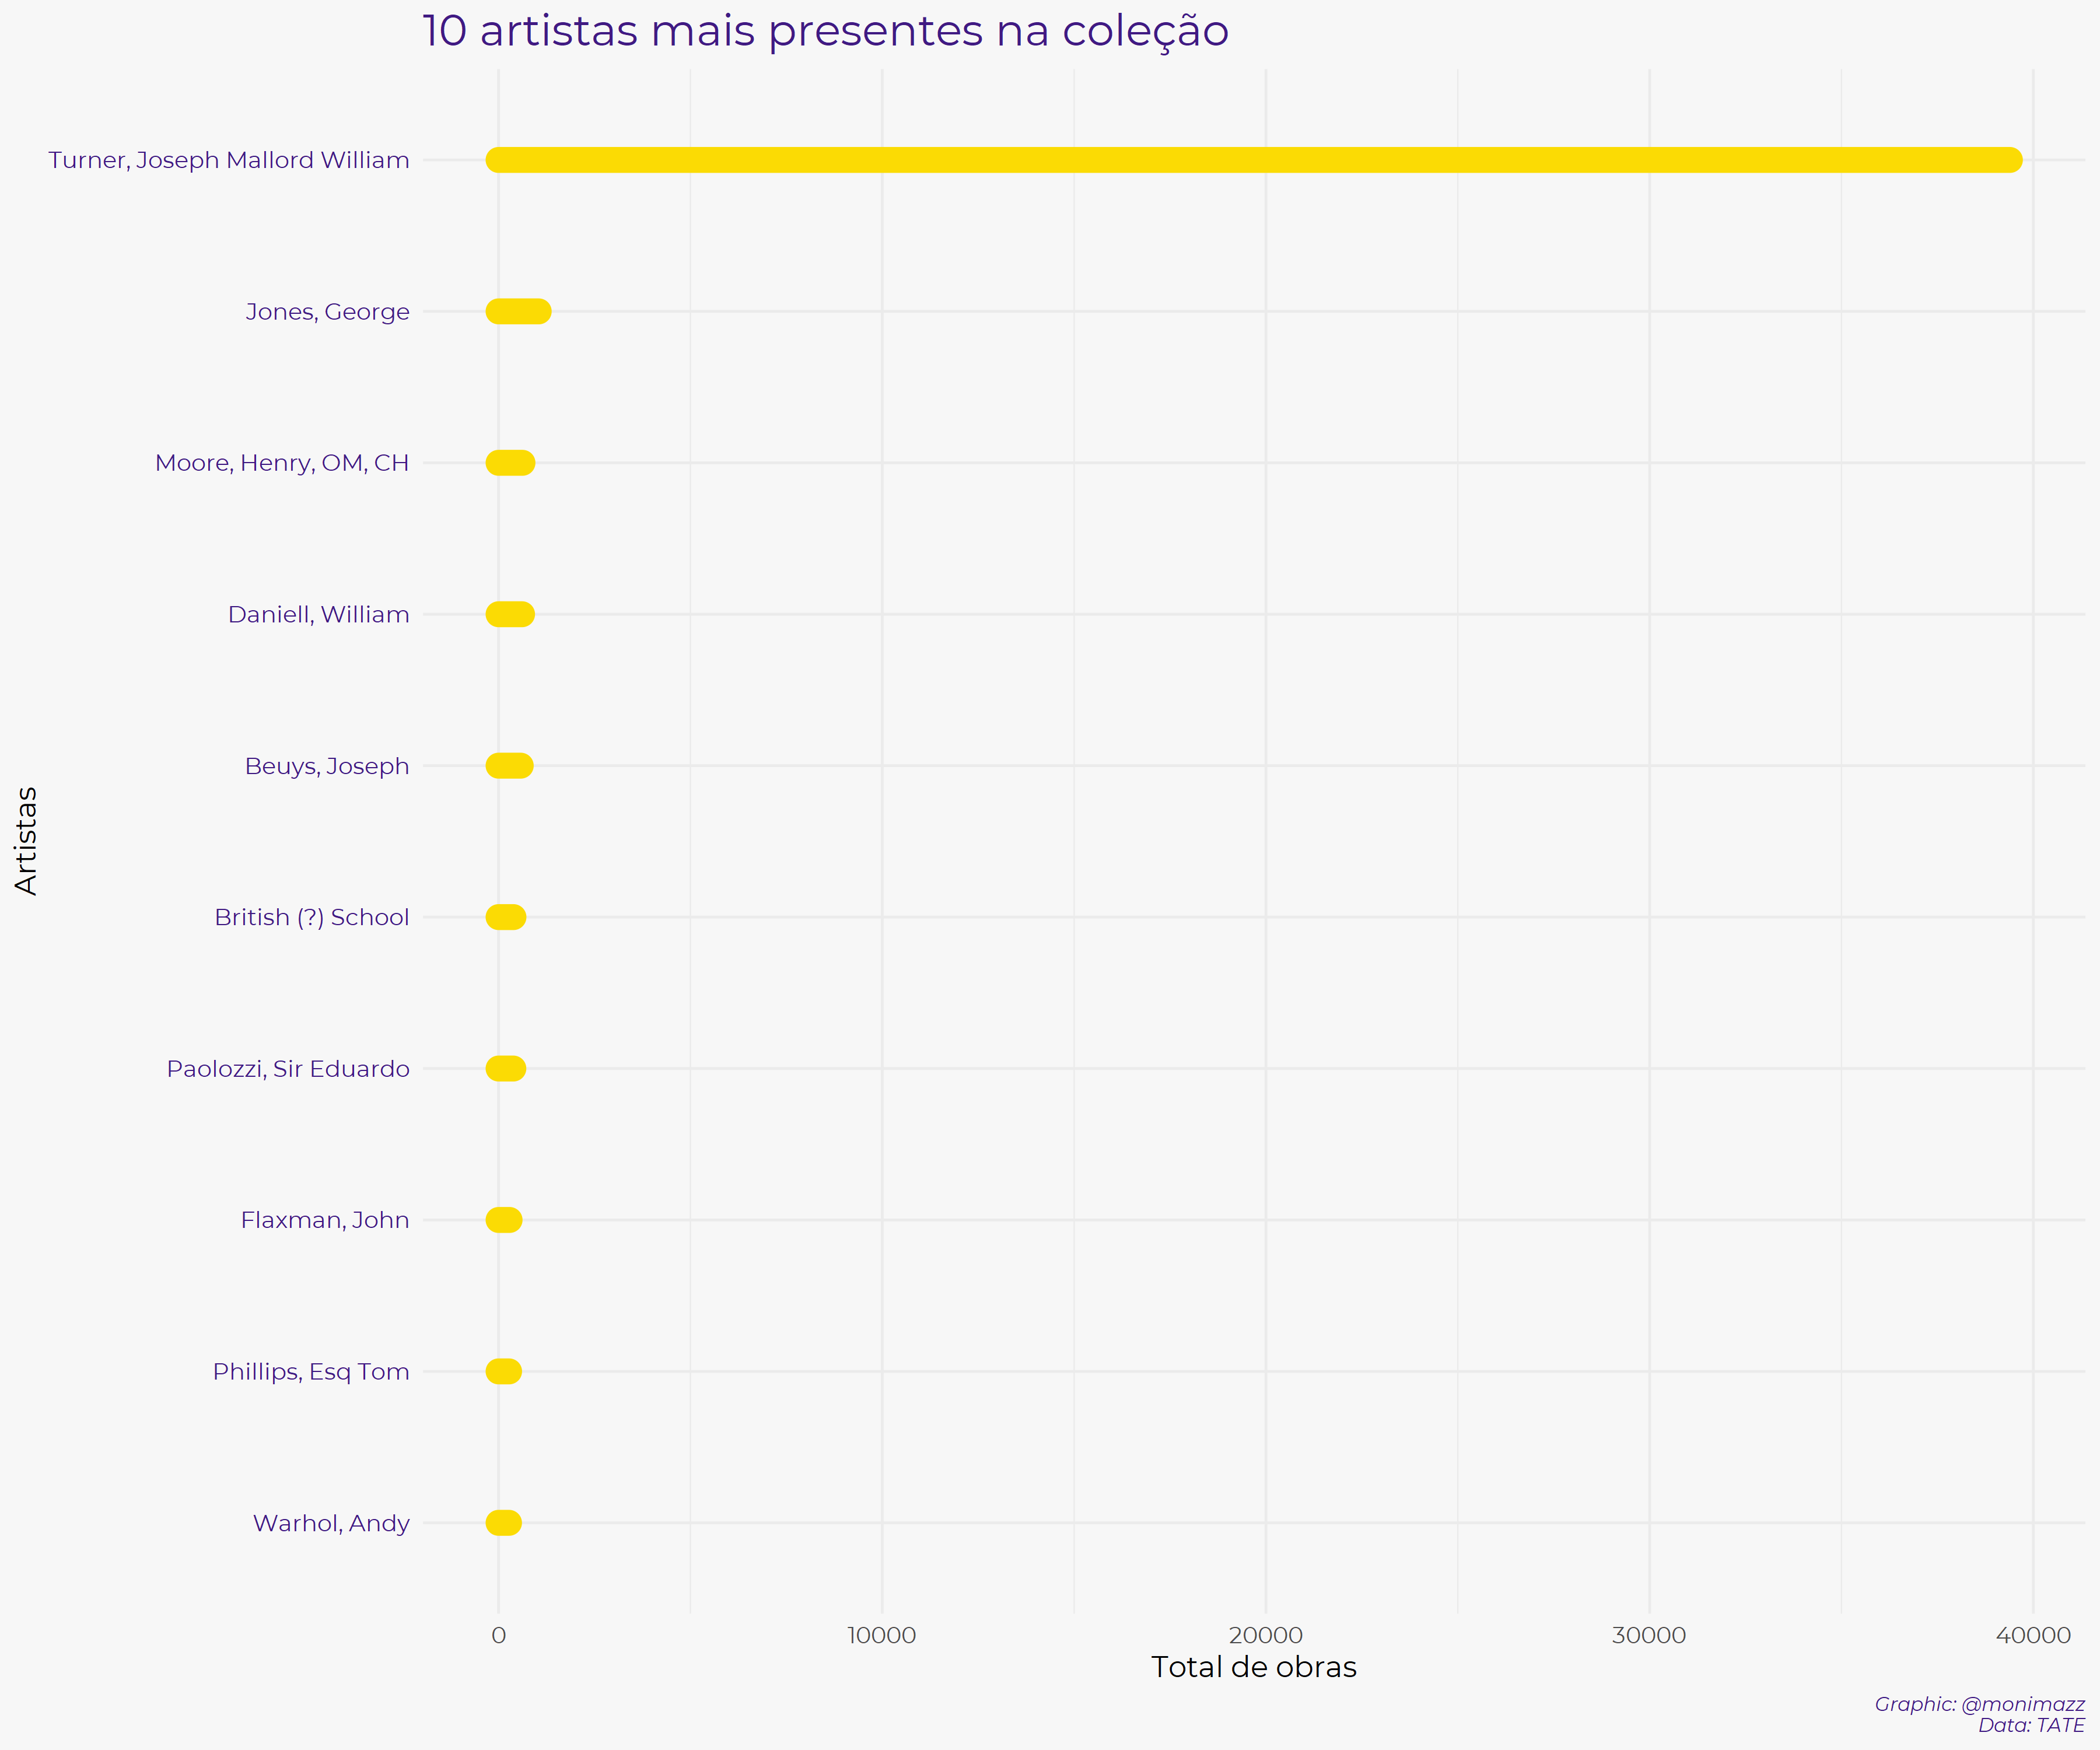 10 artistas mais presentes na coleção
Turner, Joseph Mallord William
Jones, George
Moore, Henry, OM, CH
Daniell, William
Beuys, Joseph
British (?) School
Paolozzi, Sir Eduardo
Flaxman, John
Phillips, Esq Tom
Warhol, Andy
Artistas
0 10000 20000 30000 40000
Total de obras
Graphic: @monimazz
Data: TATE